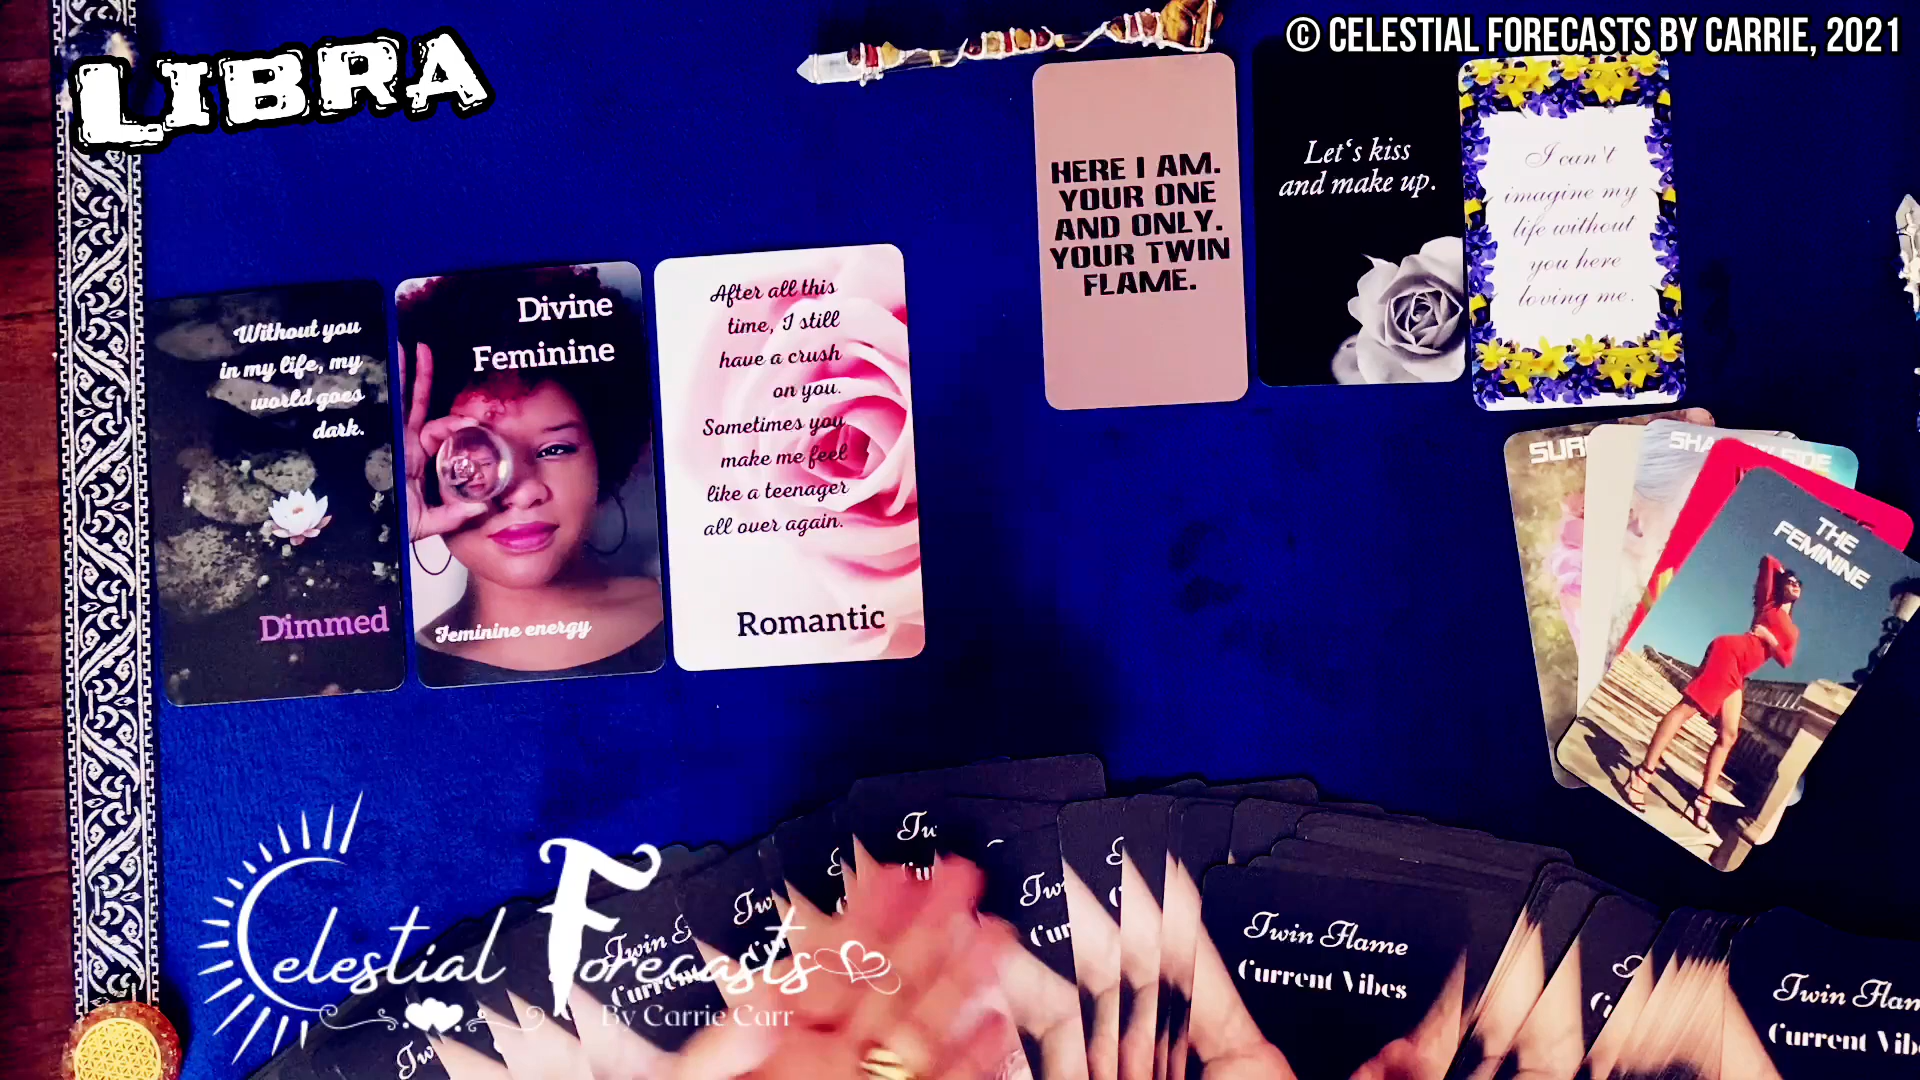 LIBRA
© CELESTIAL FORECASTS BY CARRIE, 2021
HERE I AM.
YOUR ONE
AND ONLY.
YOUR TWIN
FLAME.
Let's kiss
and make up.
I can't
imagine my
life without
you here
loving me.
Without you
in my life, my
world goes
dark.
Dimmed
Divine
Feminine
Feminine energy
After all this
time, I still
have a crush
on you.
Sometimes you
make me feel
like a teenager
all over again.
Romantic
THE
FEMININE
Celestial Forecasts
By Carrie Carr
Twin Flame
Current Vibes